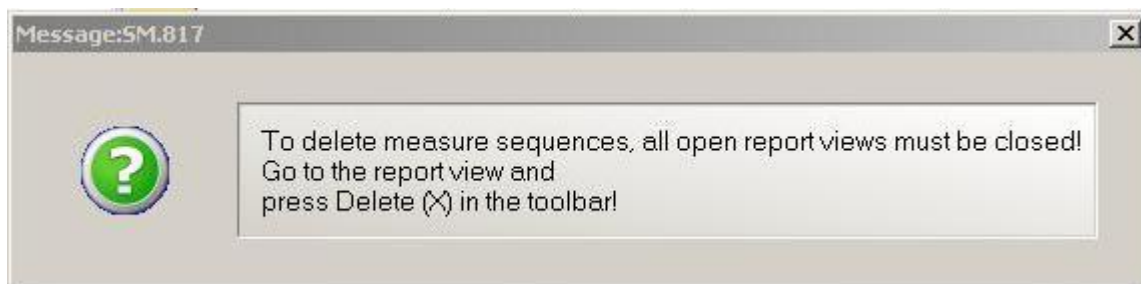 Message:SM.817
To delete measure sequences, all open report views must be closed!
Go to the report view and
press Delete (X) in the toolbar!